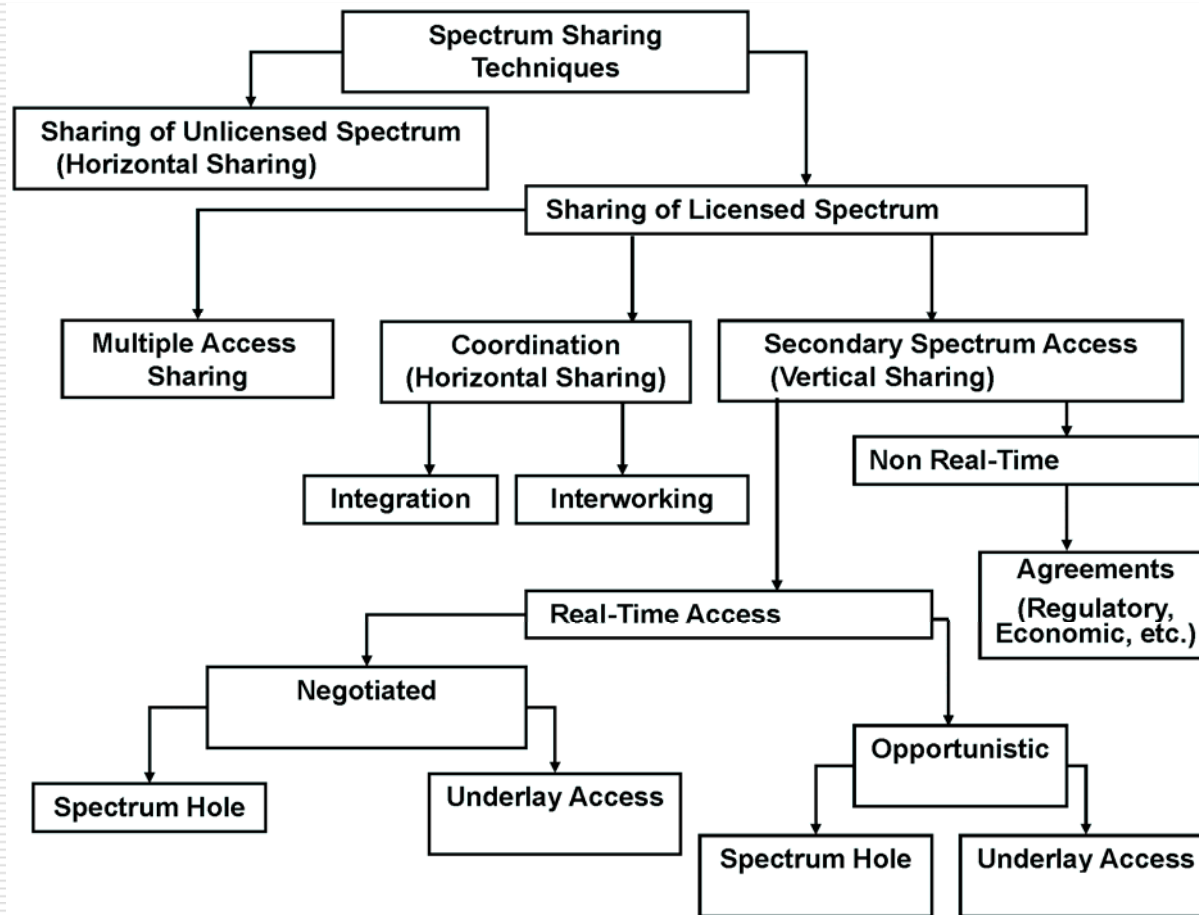 Spectrum Sharing
Techniques
Sharing of Unlicensed Spectrum
(Horizontal Sharing)
Sharing of Licensed Spectrum
Multiple Access
Sharing
Coordination
(Horizontal Sharing)
Secondary Spectrum Access
(Vertical Sharing)
Non Real-Time
Integration
Interworking
Agreements
(Regulatory,
Economic, etc.)
Real-Time Access
Negotiated
Opportunistic
Spectrum Hole
Underlay Access
Spectrum Hole
Underlay Access